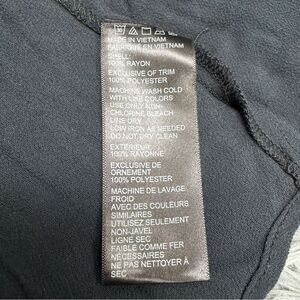 MADE IN VIETNAM
FABRIQUÉ EN VIETNAM
SHELL:
100% RAYON
EXCLUSIVE OF TRIM
100% POLYESTER
MACHINE WASH COLD
WITH LIKE COLORS
USE ONLY NON-
CHLORINE BLEACH
LINE DRY
LOW IRON AS NEEDED
DO NOT DRY CLEAN
EXTÉRIEUR:
100% RAYONNE
EXCLUSIVE DE
ORNEMENT
100% POLYESTER
MACHINE DE LAVAGE
FROID
AVEC DES COULEURS
SIMILAIRES
UTILISEZ SEULEMENT
NON-JAVEL
LIGNE SEC
FAIBLE COMME FER
NÉCESSAIRES
NE PAS NETTOYER À
SEC